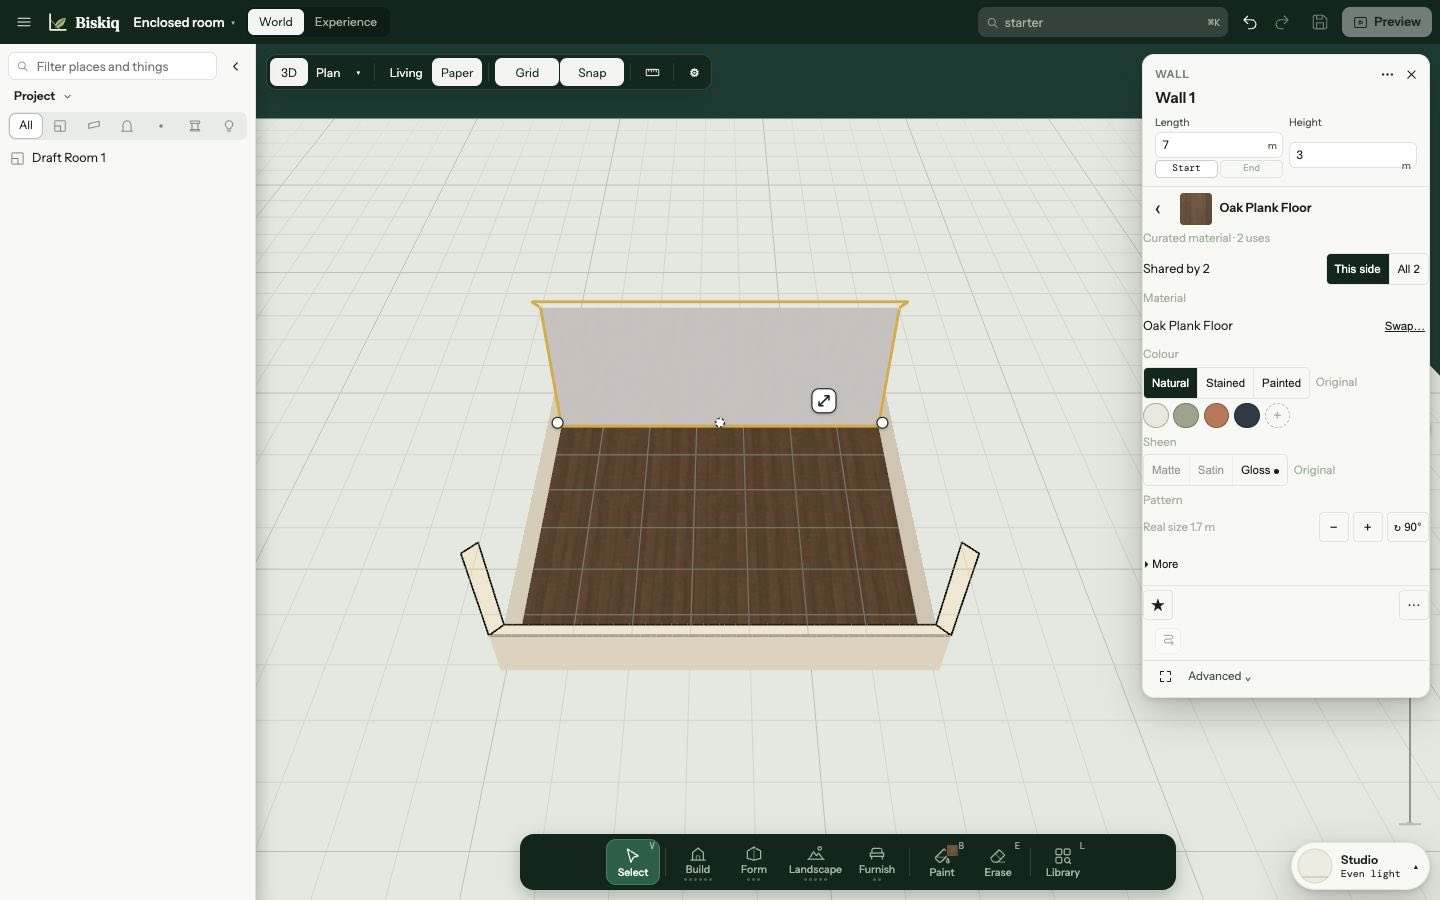 Biskiq
Enclosed room
World
Experience
starter
⌘K
Preview
Filter places and things
Project
All
Draft Room 1
3D
Plan
Living
Paper
Grid
Snap
WALL
Wall 1
Length
Height
7 m
3 m
Start
End
Oak Plank Floor
Curated material · 2 uses
Shared by 2
This side
All 2
Material
Oak Plank Floor
Swap...
Colour
Natural
Stained
Painted
Original
+
Sheen
Matte
Satin
Gloss
Original
Pattern
Real size 1.7 m
−
+
↻ 90°
More
Advanced
Select
V
Build
Form
Landscape
Furnish
Paint
B
Erase
E
Library
L
Studio
Even light